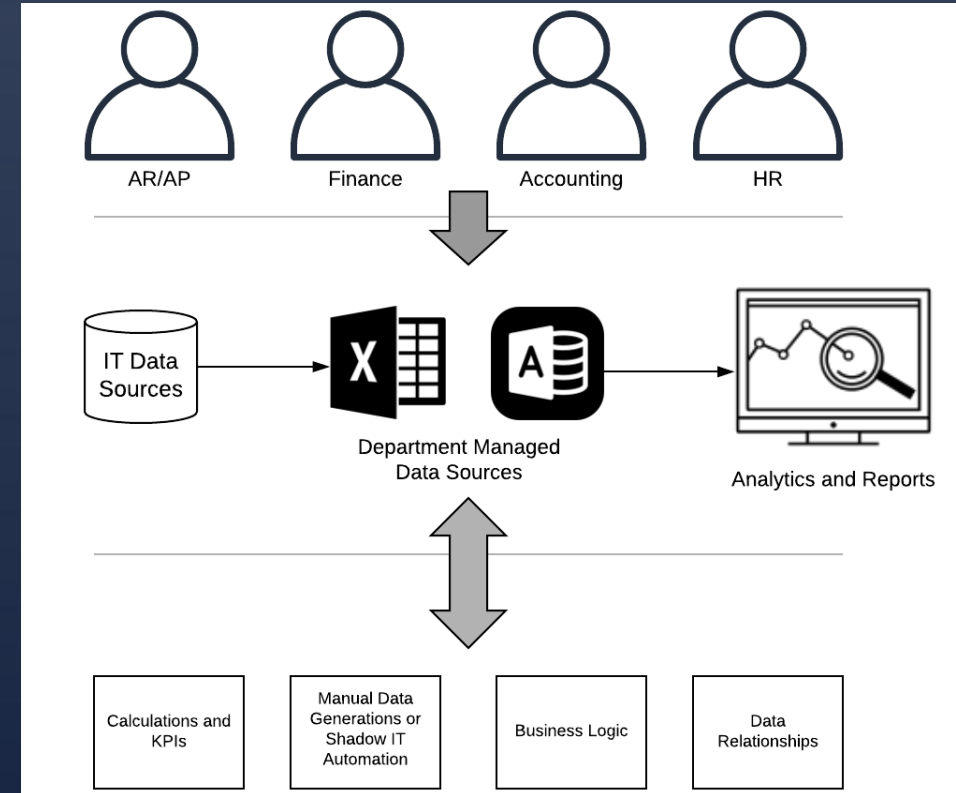 AR/AP
Finance
Accounting
HR
IT Data
Sources
X
A
Department Managed
Data Sources
Analytics and Reports
Calculations and
KPIs
Manual Data
Generations or
Shadow IT
Automation
Business Logic
Data
Relationships